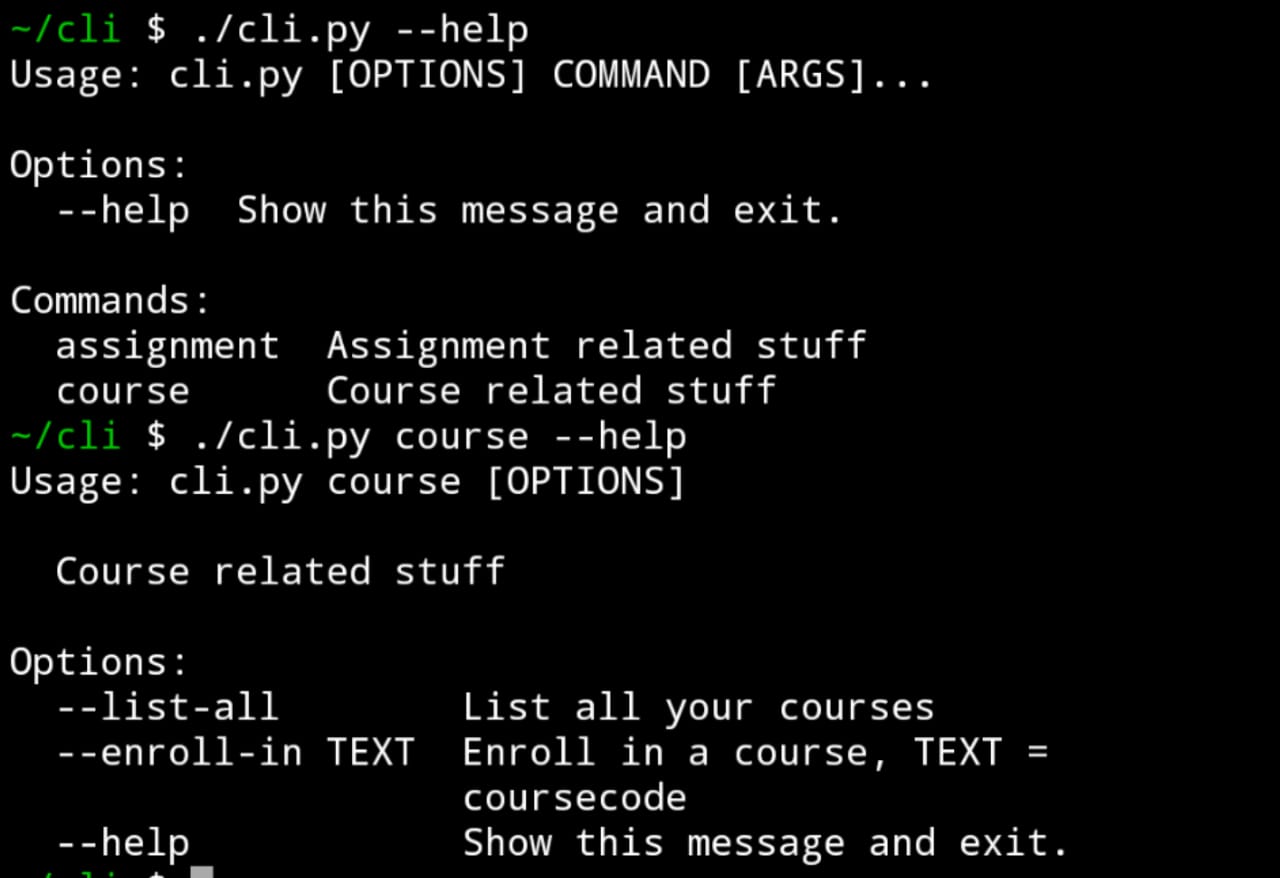 ~/cli $ ./cli.py --help
Usage: cli.py [OPTIONS] COMMAND [ARGS]...
Options:
  --help  Show this message and exit.
Commands:
  assignment  Assignment related stuff
  course      Course related stuff
~/cli $ ./cli.py course --help
Usage: cli.py course [OPTIONS]
  Course related stuff
Options:
  --list-all        List all your courses
  --enroll-in TEXT  Enroll in a course, TEXT =
                    coursecode
  --help            Show this message and exit.
~/cli $